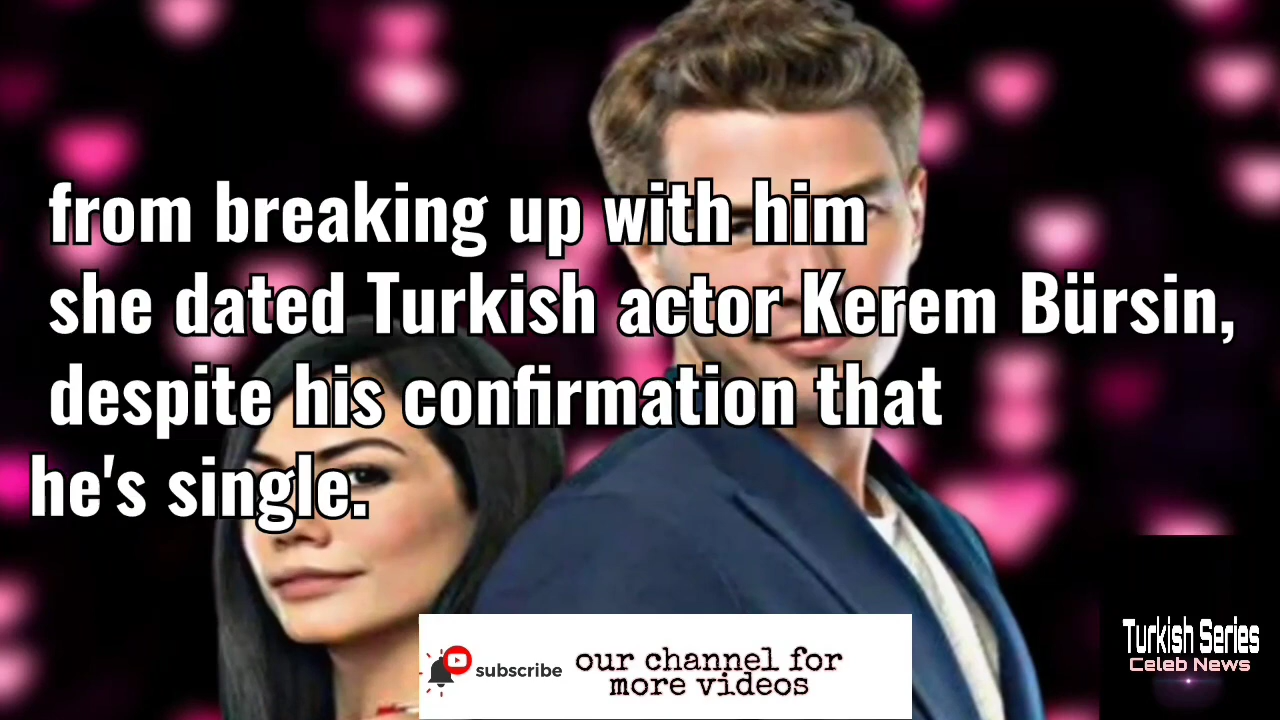 from breaking up with him
she dated Turkish actor Kerem Bürsin,
despite his confirmation that
he's single.
subscribe
our channel for
more videos
Turkish Series
Celeb News